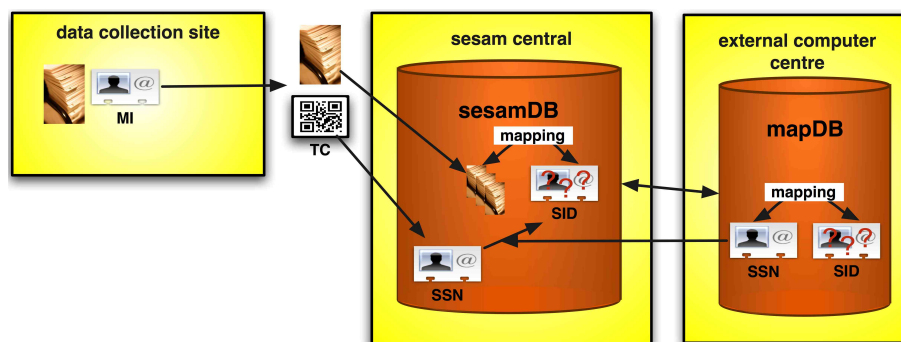 data collection site
@
MI
TC
sesam central
sesamDB
mapping
???
@
SID
@
SSN
external computer
centre
mapDB
mapping
@
SSN
???
@
SID